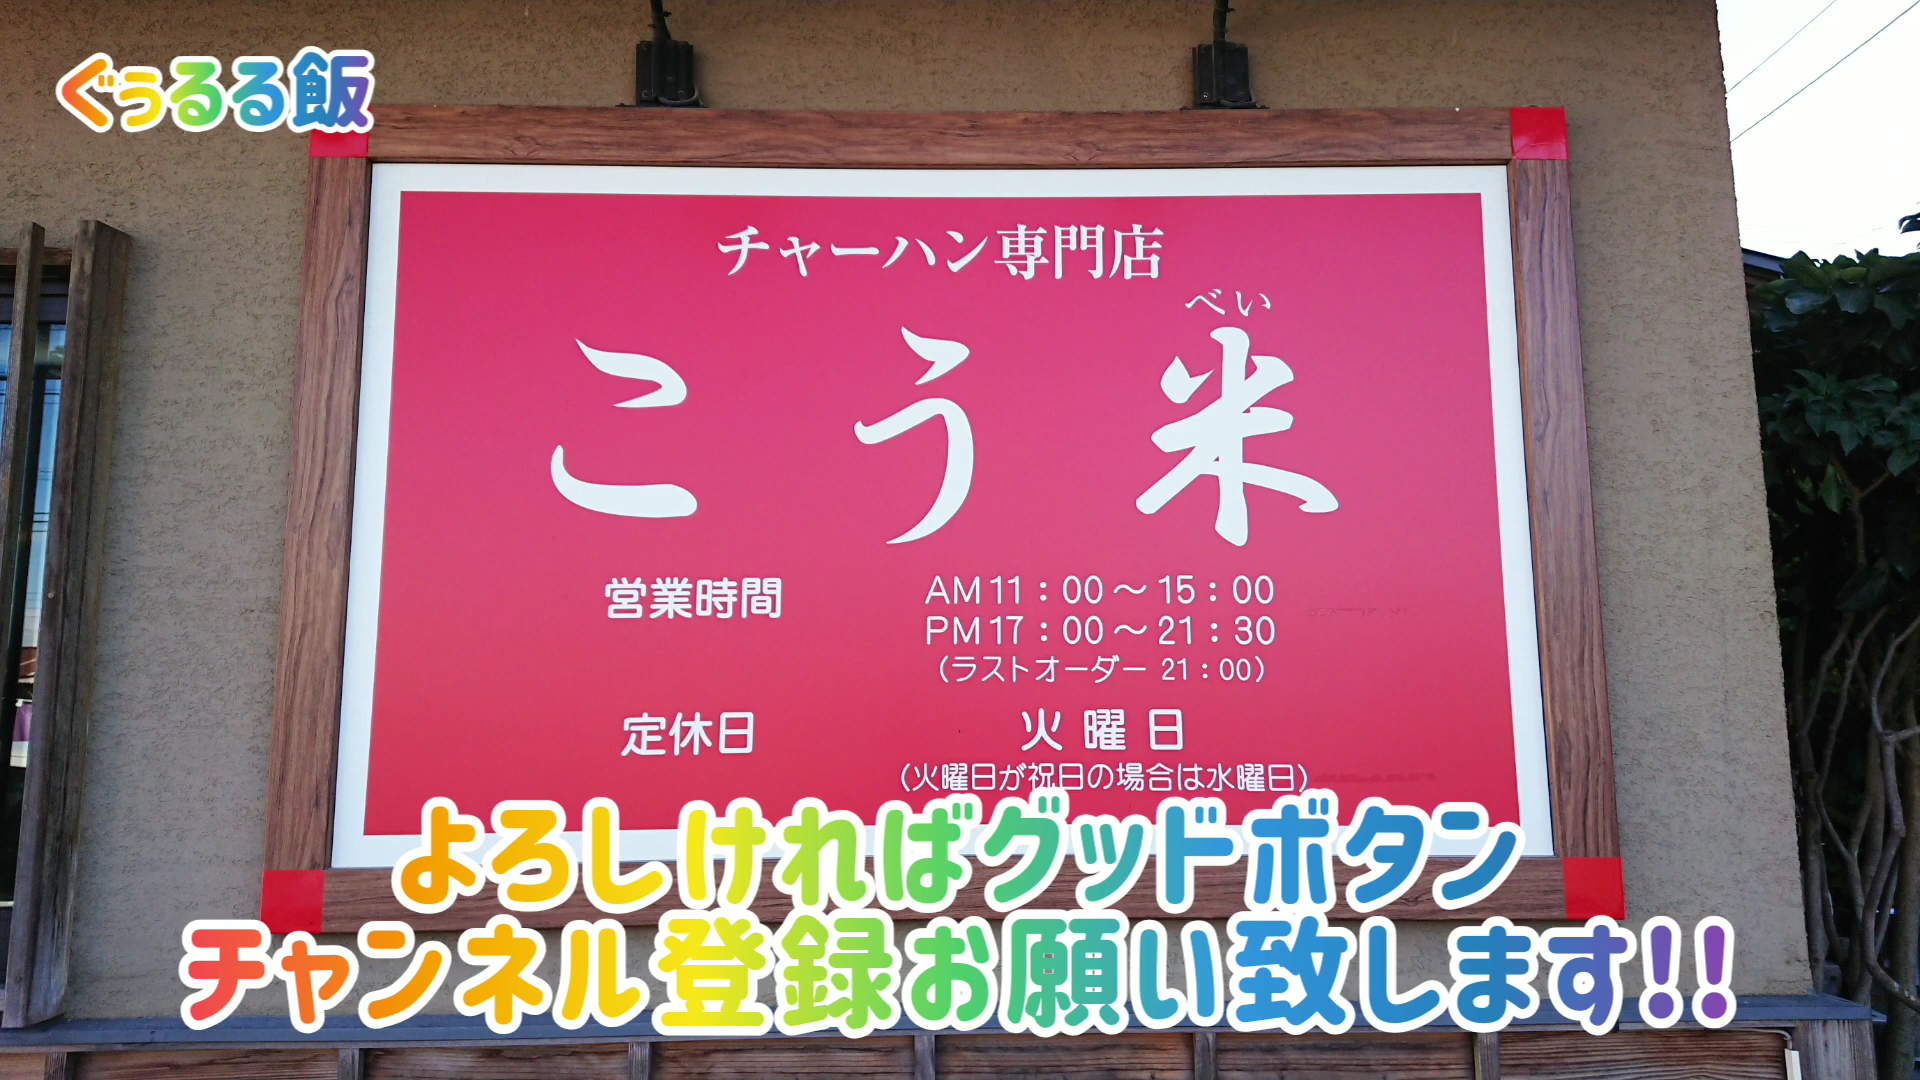 ぐぅるる飯
チャーハン専門店
べい
こう米
営業時間 AM11：00～15：00
PM17：00～21：30
(ラストオーダー 21：00)
定休日 火曜日
(火曜日が祝日の場合は水曜日)
よろしければグッドボタン
チャンネル登録お願い致します!!